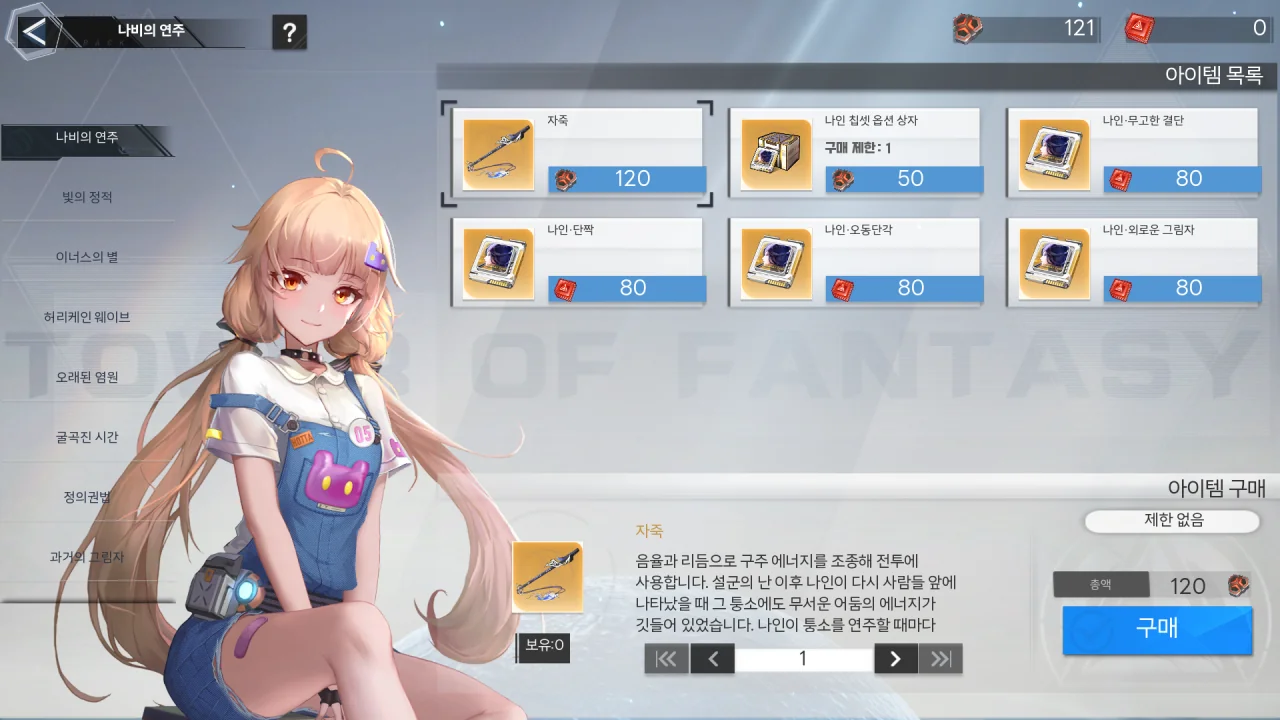 나비의 연주
?
121
0
아이템 목록
나비의 연주
빛의 정적
이너스의 별
허리케인 웨이브
오래된 염원
굴곡진 시간
정의권법
과거의 그림자
자죽
120
나인 칩셋 옵션 상자
구매 제한: 1
50
나인·무고한 결단
80
나인·단짝
80
나인·오동단각
80
나인·외로운 그림자
80
TOWER OF FANTASY
05
HOTTA
아이템 구매
제한 없음
자죽
음율과 리듬으로 구주 에너지를 조종해 전투에
사용합니다. 설군의 난 이후 나인이 다시 사람들 앞에
나타났을 때 그 퉁소에도 무서운 어둠의 에너지가
깃들어 있었습니다. 나인이 퉁소를 연주할 때마다
보유:0
1
총액
120
구매